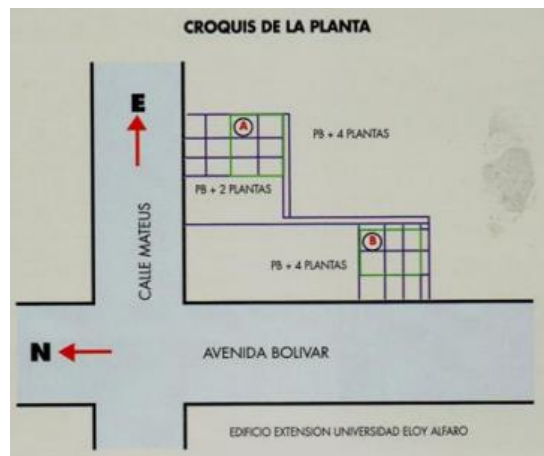 CROQUIS DE LA PLANTA
E
A
PB + 4 PLANTAS
PB + 2 PLANTAS
CALLE MATEUS
B
PB + 4 PLANTAS
N
AVENIDA BOLIVAR
EDIFICIO EXTENSION UNIVERSIDAD ELOY ALFARO